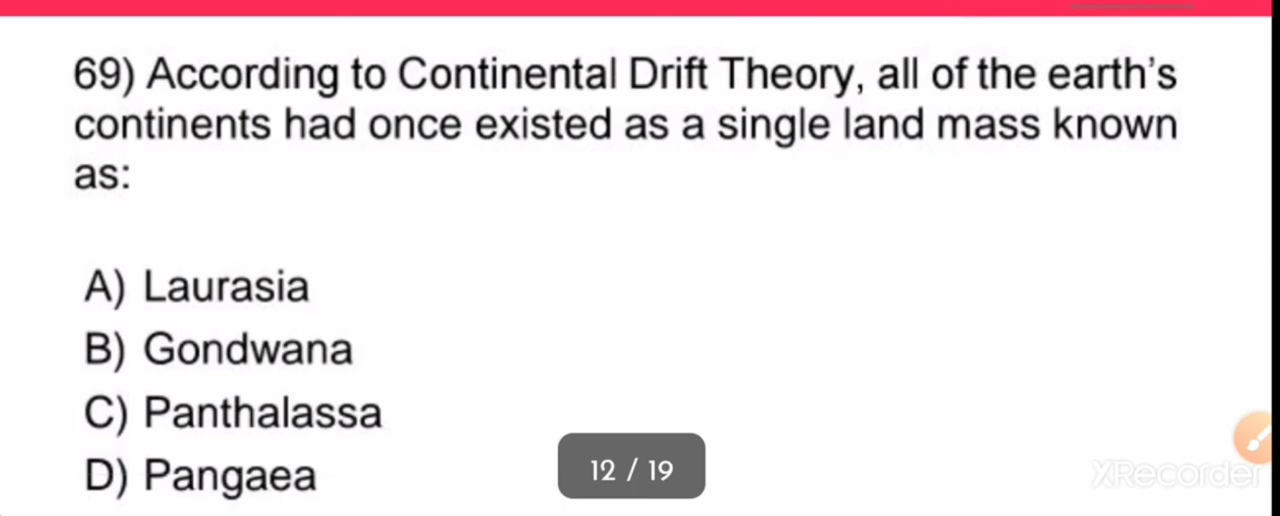 69) According to Continental Drift Theory, all of the earth's
continents had once existed as a single land mass known
as:
A) Laurasia
B) Gondwana
C) Panthalassa
D) Pangaea
12 / 19
XRecorder